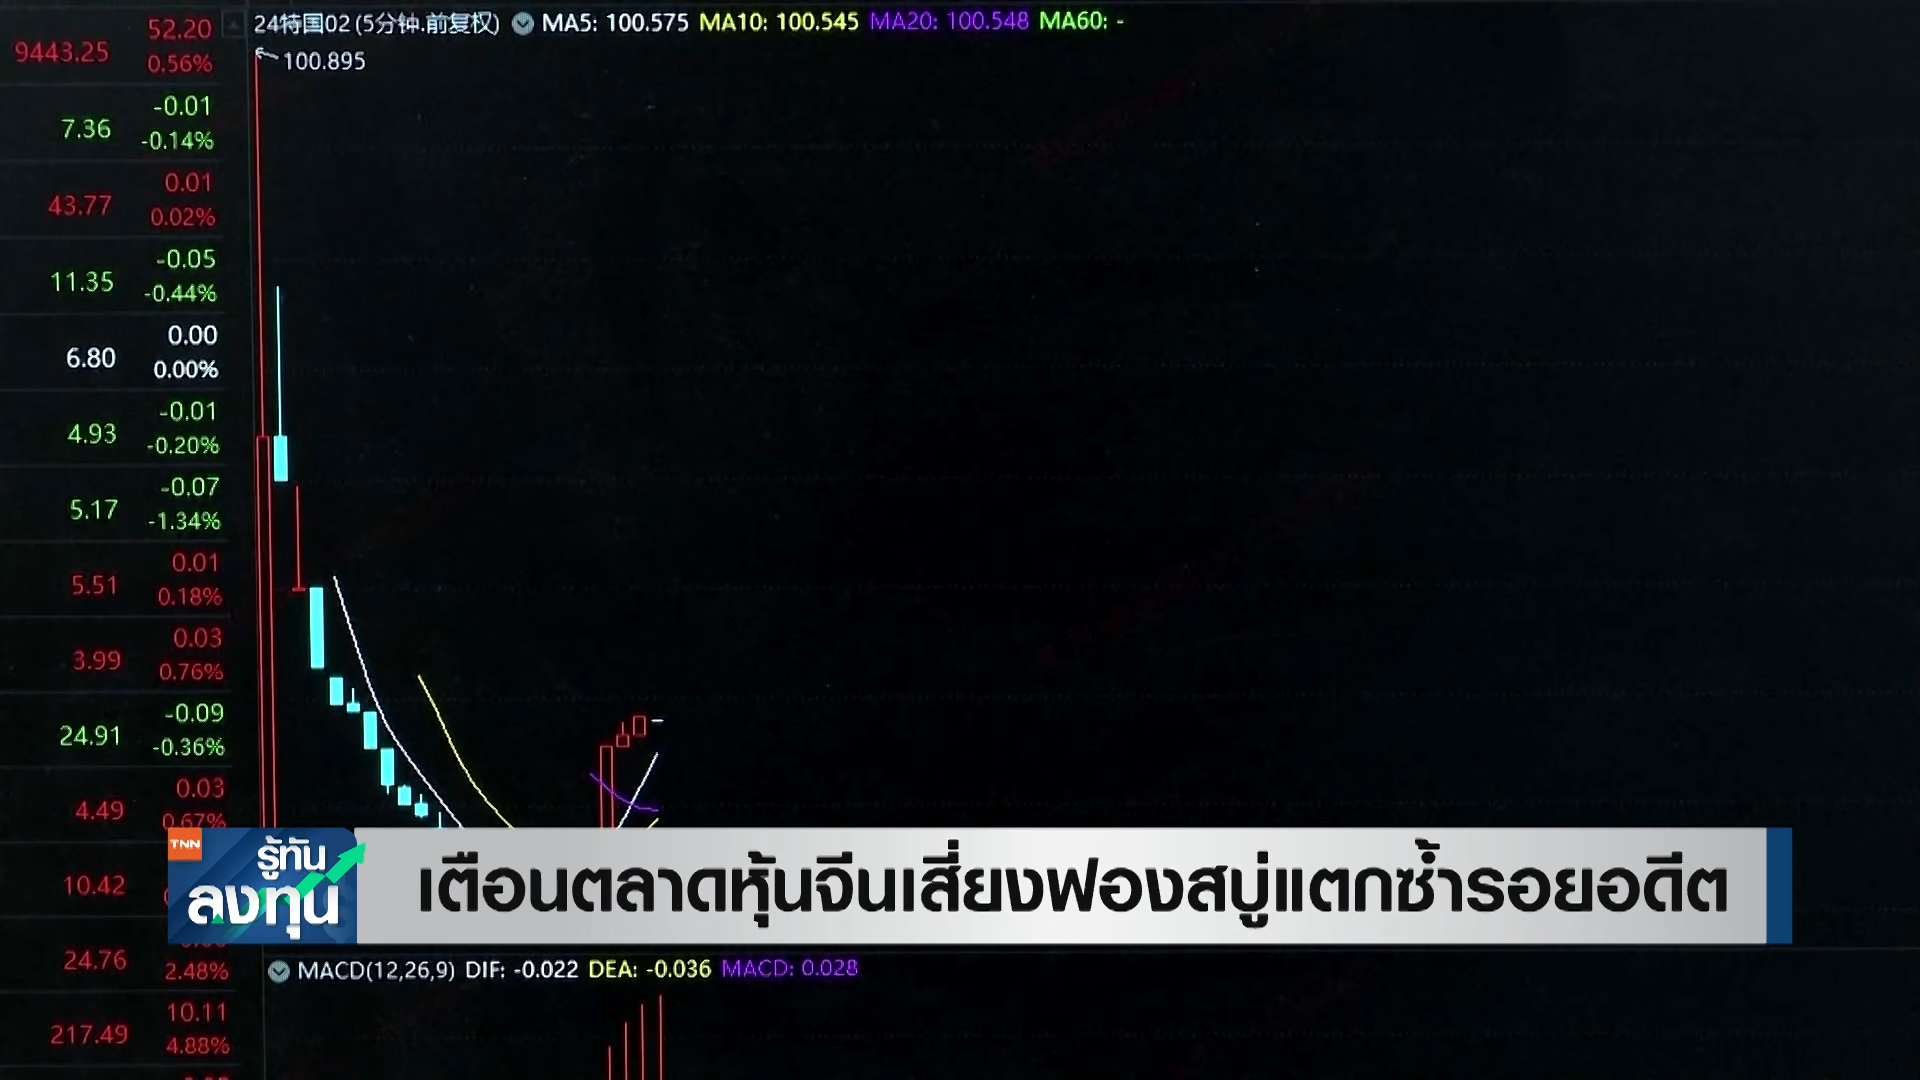 24特国02 (5分钟.前复权) MA5: 100.575 MA10: 100.545 MA20: 100.548 MA60: -
100.895
9443.25 52.20 0.56%
7.36 -0.01 -0.14%
43.77 0.01 0.02%
11.35 -0.05 -0.44%
6.80 0.00 0.00%
4.93 -0.01 -0.20%
5.17 -0.07 -1.34%
5.51 0.01 0.18%
3.99 0.03 0.76%
24.91 -0.09 -0.36%
4.49 0.03 0.67%
10.42
24.76 2.48%
217.49 10.11 4.88%
TNN
รู้ทัน
ลงทุน
เตือนตลาดหุ้นจีนเสี่ยงฟองสบู่แตกซ้ำรอยอดีต
MACD(12,26,9) DIF: -0.022 DEA: -0.036 MACD: 0.028